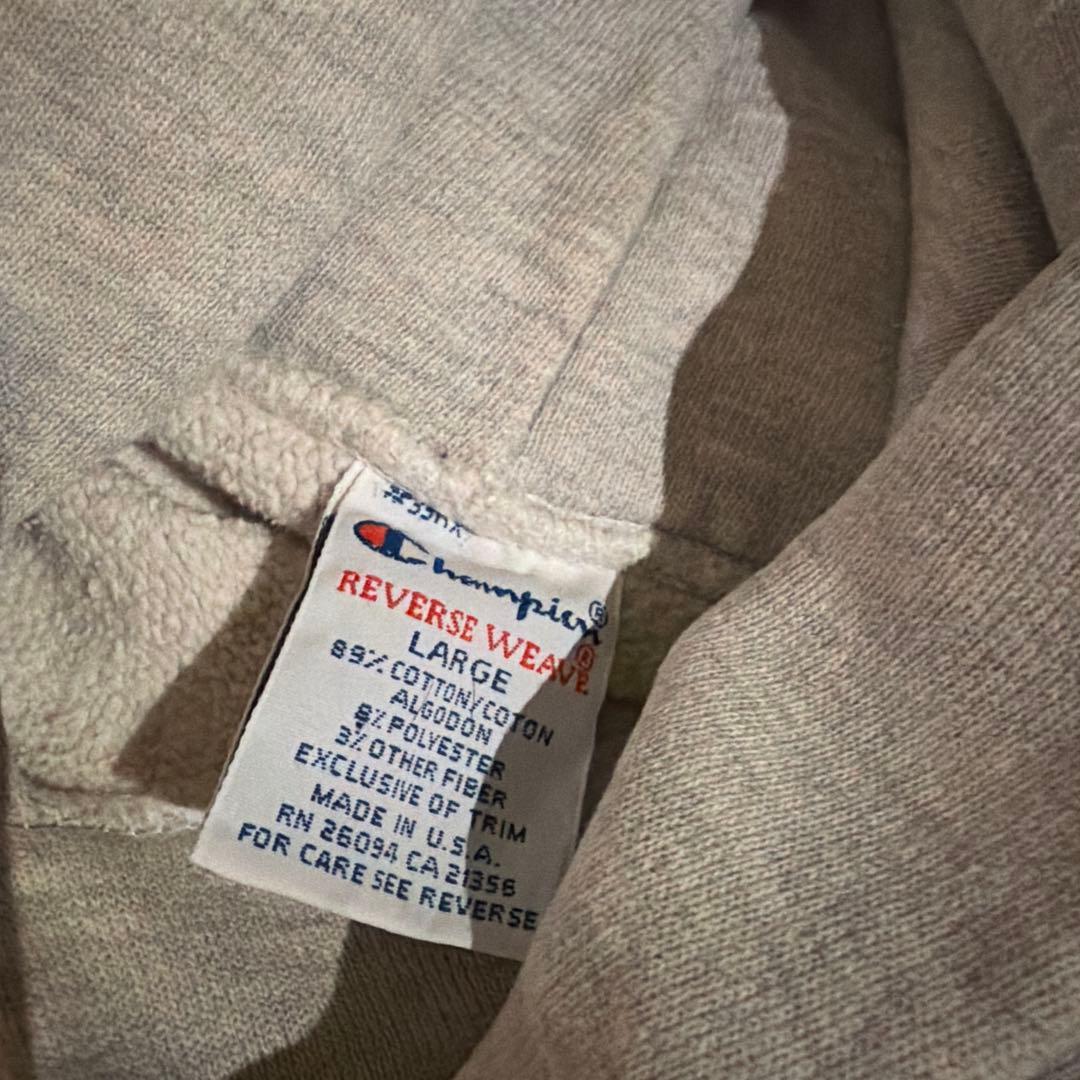 Champion®
REVERSE WEAVE®
LARGE
89% COTTON/COTON
ALGODON
8% POLYESTER
3% OTHER FIBER
EXCLUSIVE OF TRIM
MADE IN U.S.A.
RN 26094 CA 21356
FOR CARE SEE REVERSE